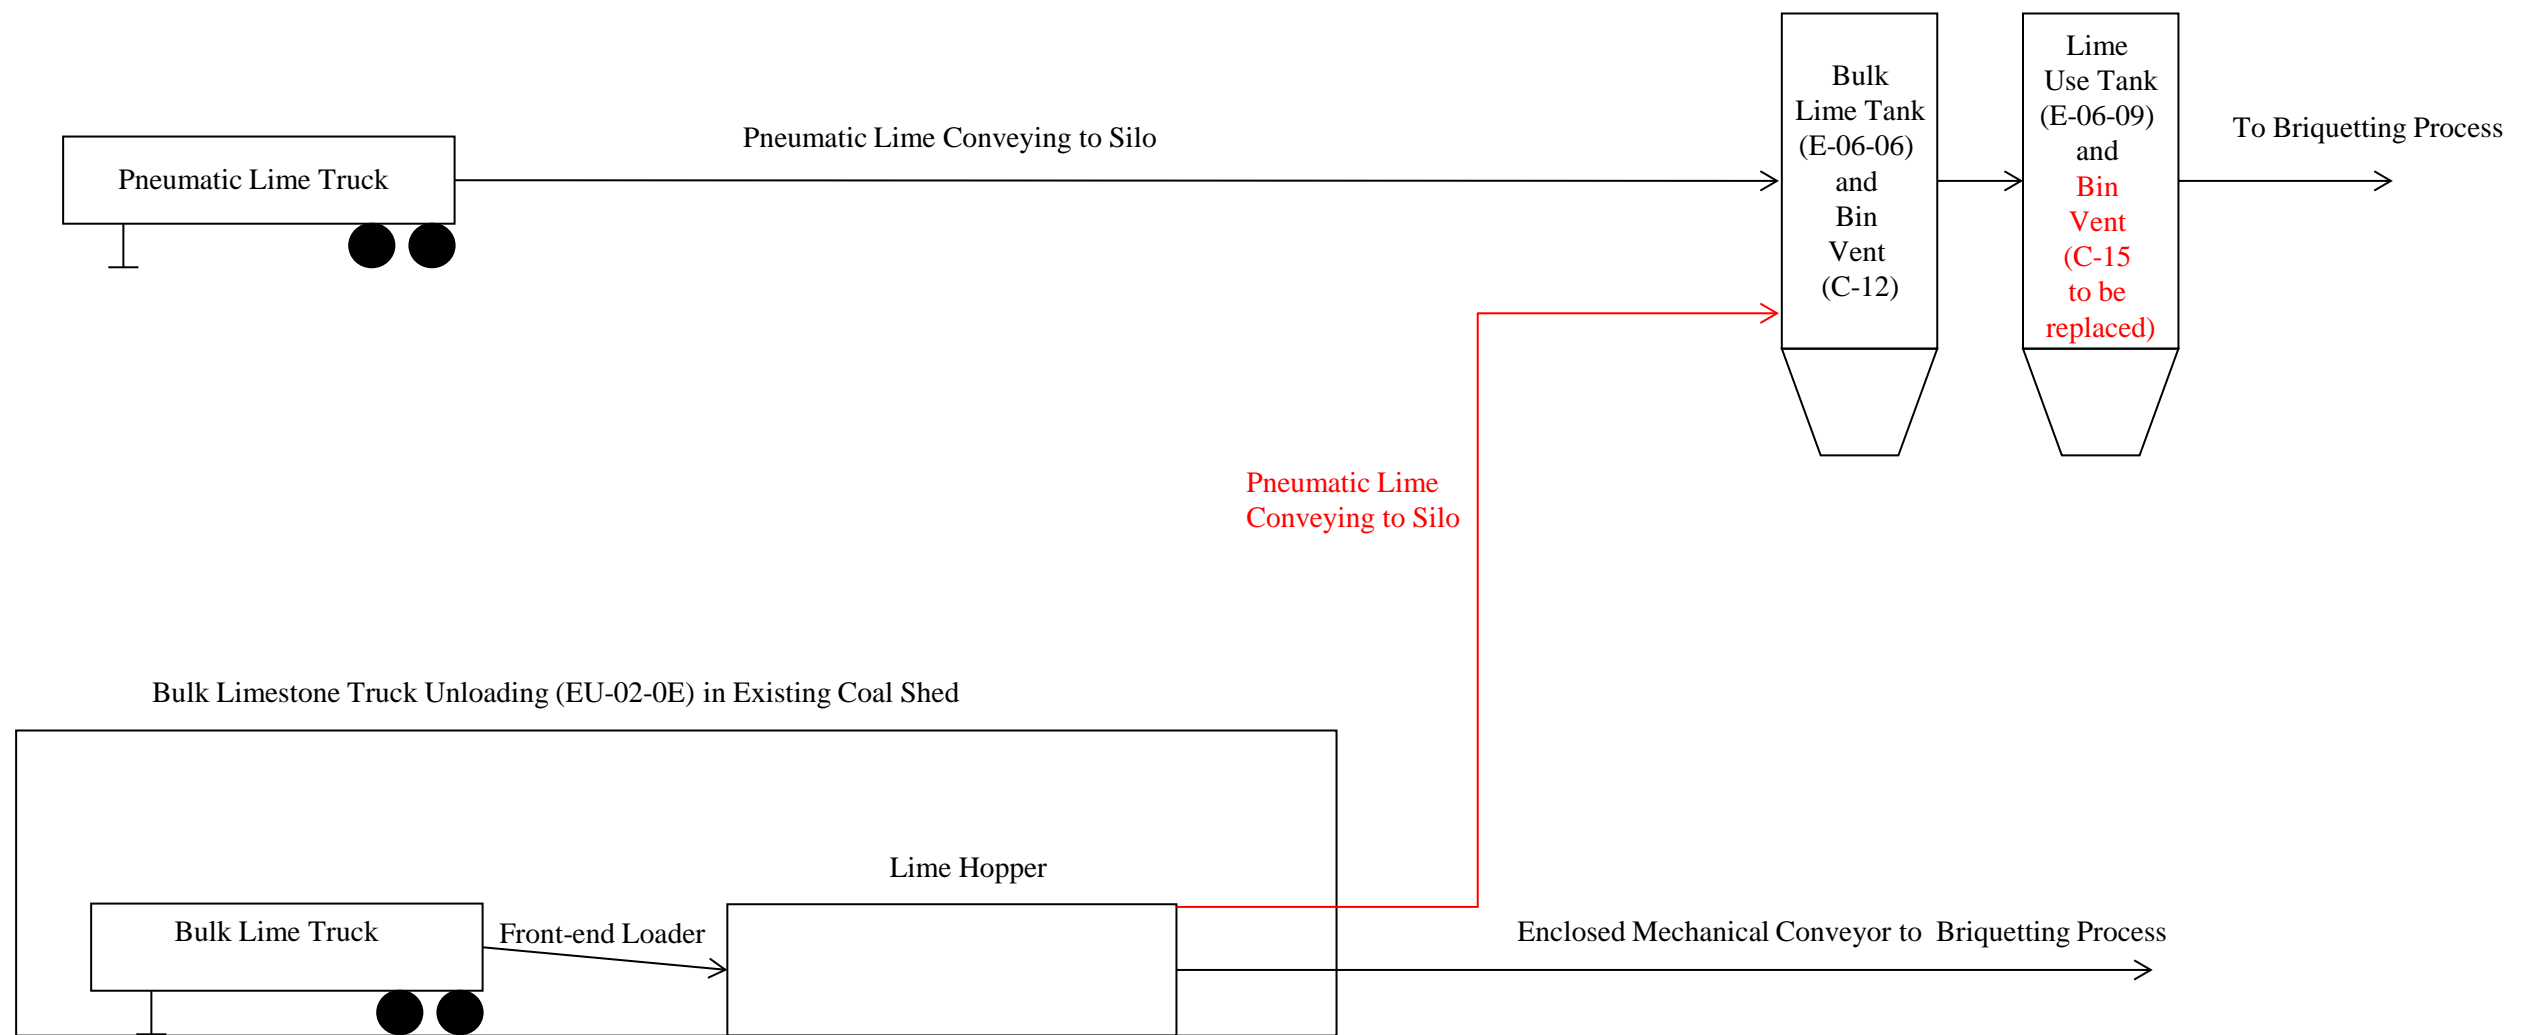 Pneumatic Lime Truck
Pneumatic Lime Conveying to Silo
Bulk
Lime Tank
(E-06-06)
and
Bin
Vent
(C-12)
Lime
Use Tank
(E-06-09)
and
Bin
Vent
(C-15
to be
replaced)
To Briquetting Process
Pneumatic Lime
Conveying to Silo
Bulk Limestone Truck Unloading (EU-02-0E) in Existing Coal Shed
Lime Hopper
Bulk Lime Truck
Front-end Loader
Enclosed Mechanical Conveyor to Briquetting Process